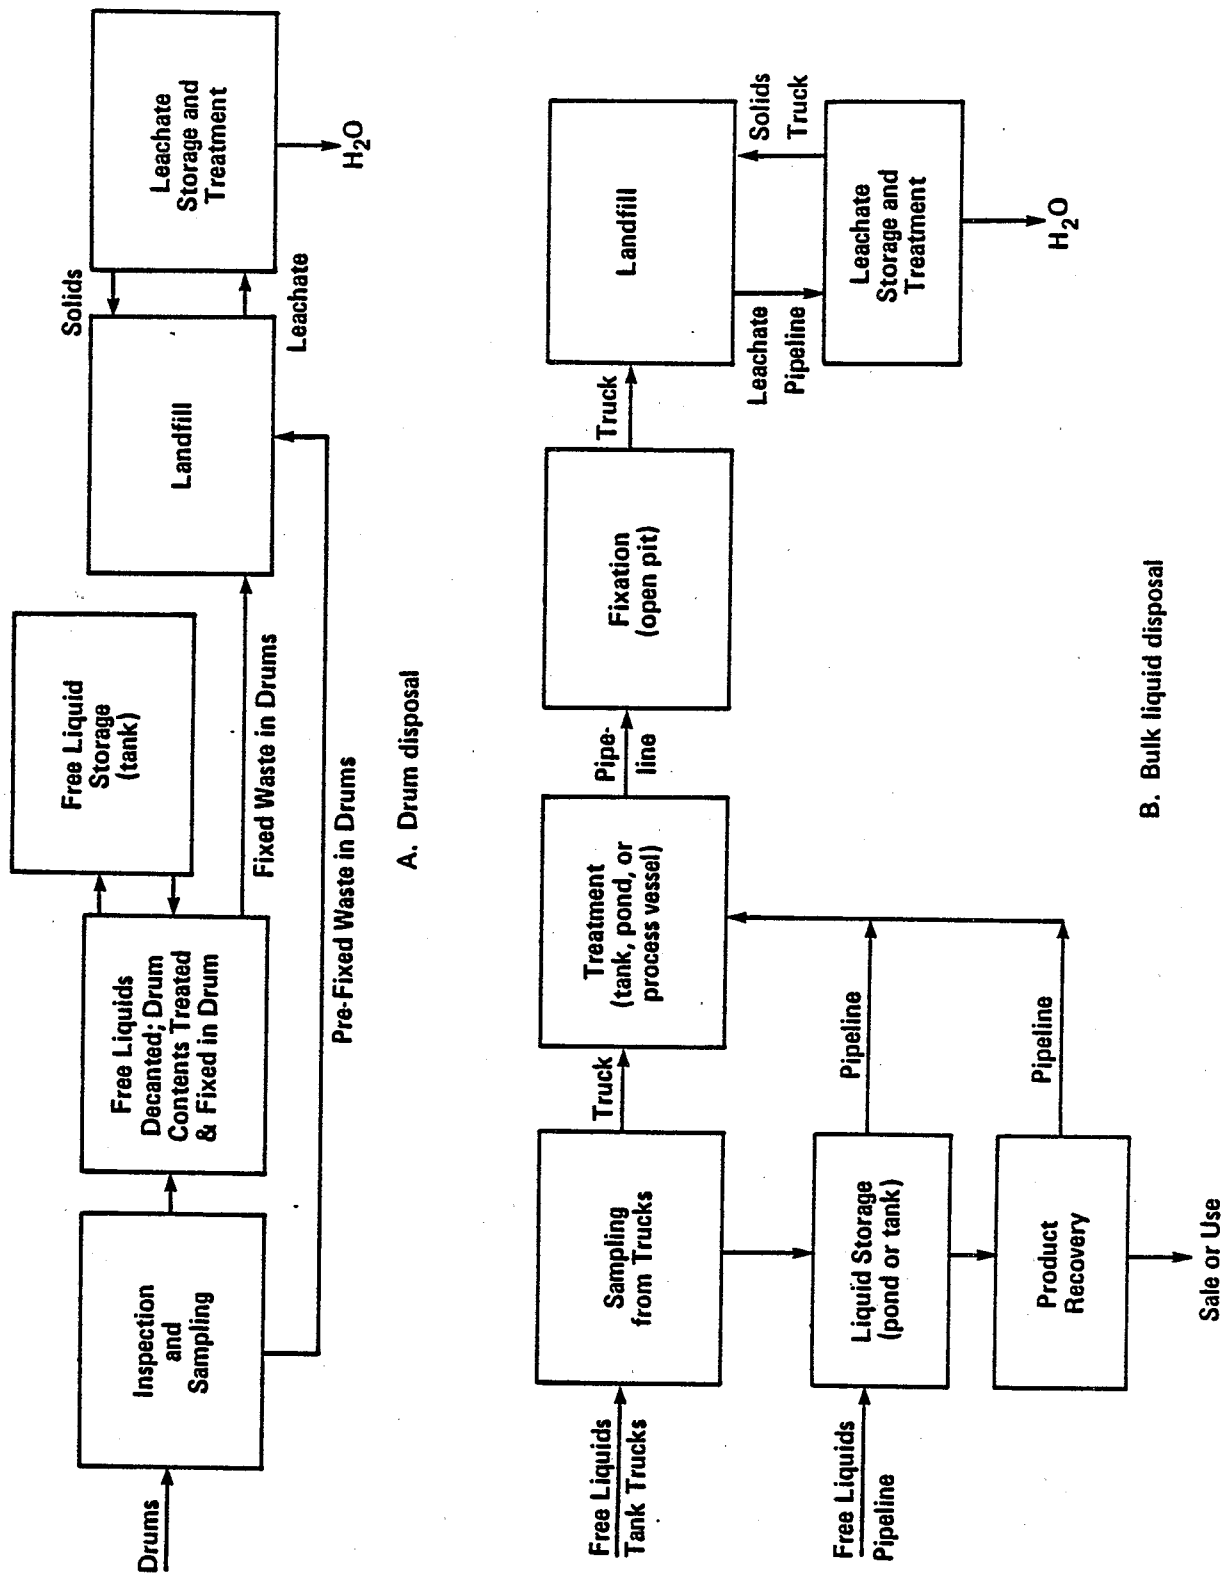 Drums
Inspection
and
Sampling
Free Liquids
Decanted; Drum
Contents Treated
& Fixed in Drum
Free Liquid
Storage
(tank)
Fixed Waste in Drums
Pre-Fixed Waste in Drums
Landfill
Solids
Leachate
Leachate
Storage and
Treatment
H₂O
A. Drum disposal
Free Liquids
Tank Trucks
Sampling
from Trucks
Truck
Treatment
(tank, pond, or
process vessel)
Pipe-
line
Fixation
(open pit)
Truck
Landfill
Leachate
Pipeline
Solids
Truck
Leachate
Storage and
Treatment
H₂O
Free Liquids
Pipeline
Liquid Storage
(pond or tank)
Pipeline
Product
Recovery
Pipeline
Sale or Use
B. Bulk liquid disposal